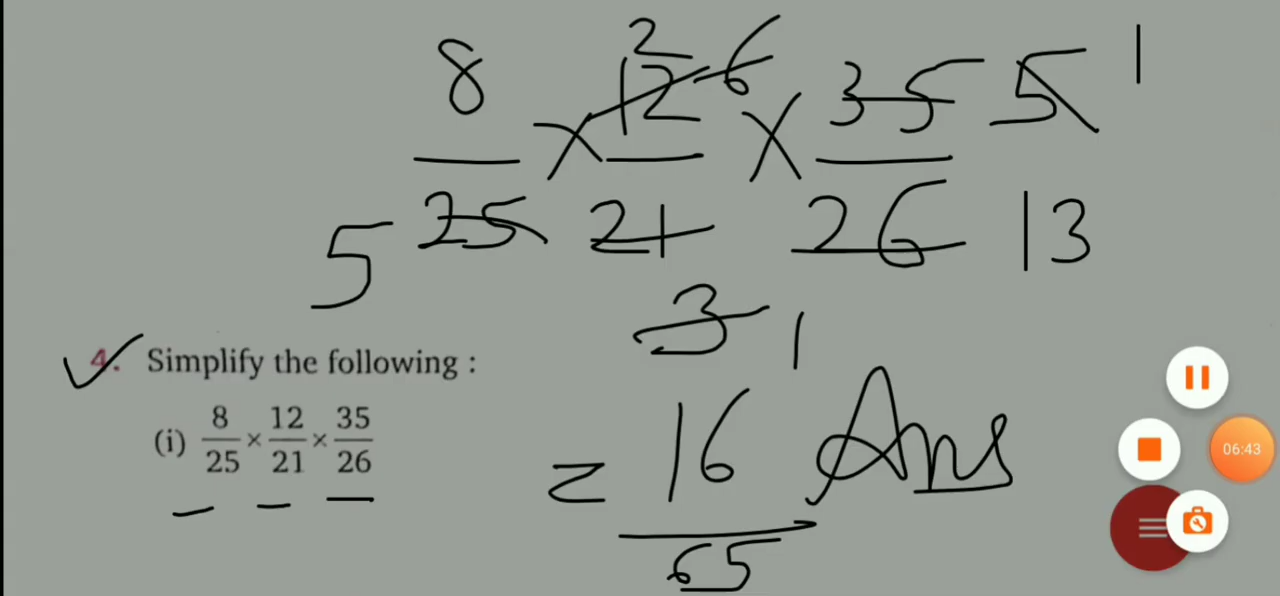 2 6 1
8/25 × 12/21 × 35/26 5
5 13
3 1
4. Simplify the following :
(i) 8/25 × 12/21 × 35/26
= 16/65 Ans
06:43